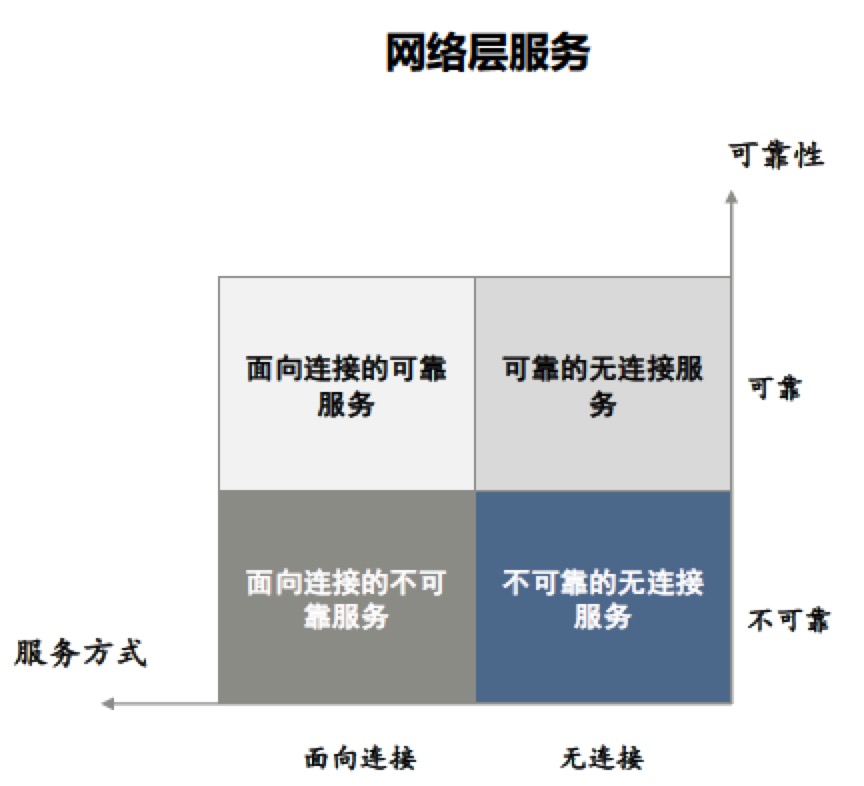 网络层服务
可靠性
面向连接的可靠
服务
可靠的无连接服
务
可靠
面向连接的不可
靠服务
不可靠的无连接
服务
不可靠
服务方式
面向连接
无连接